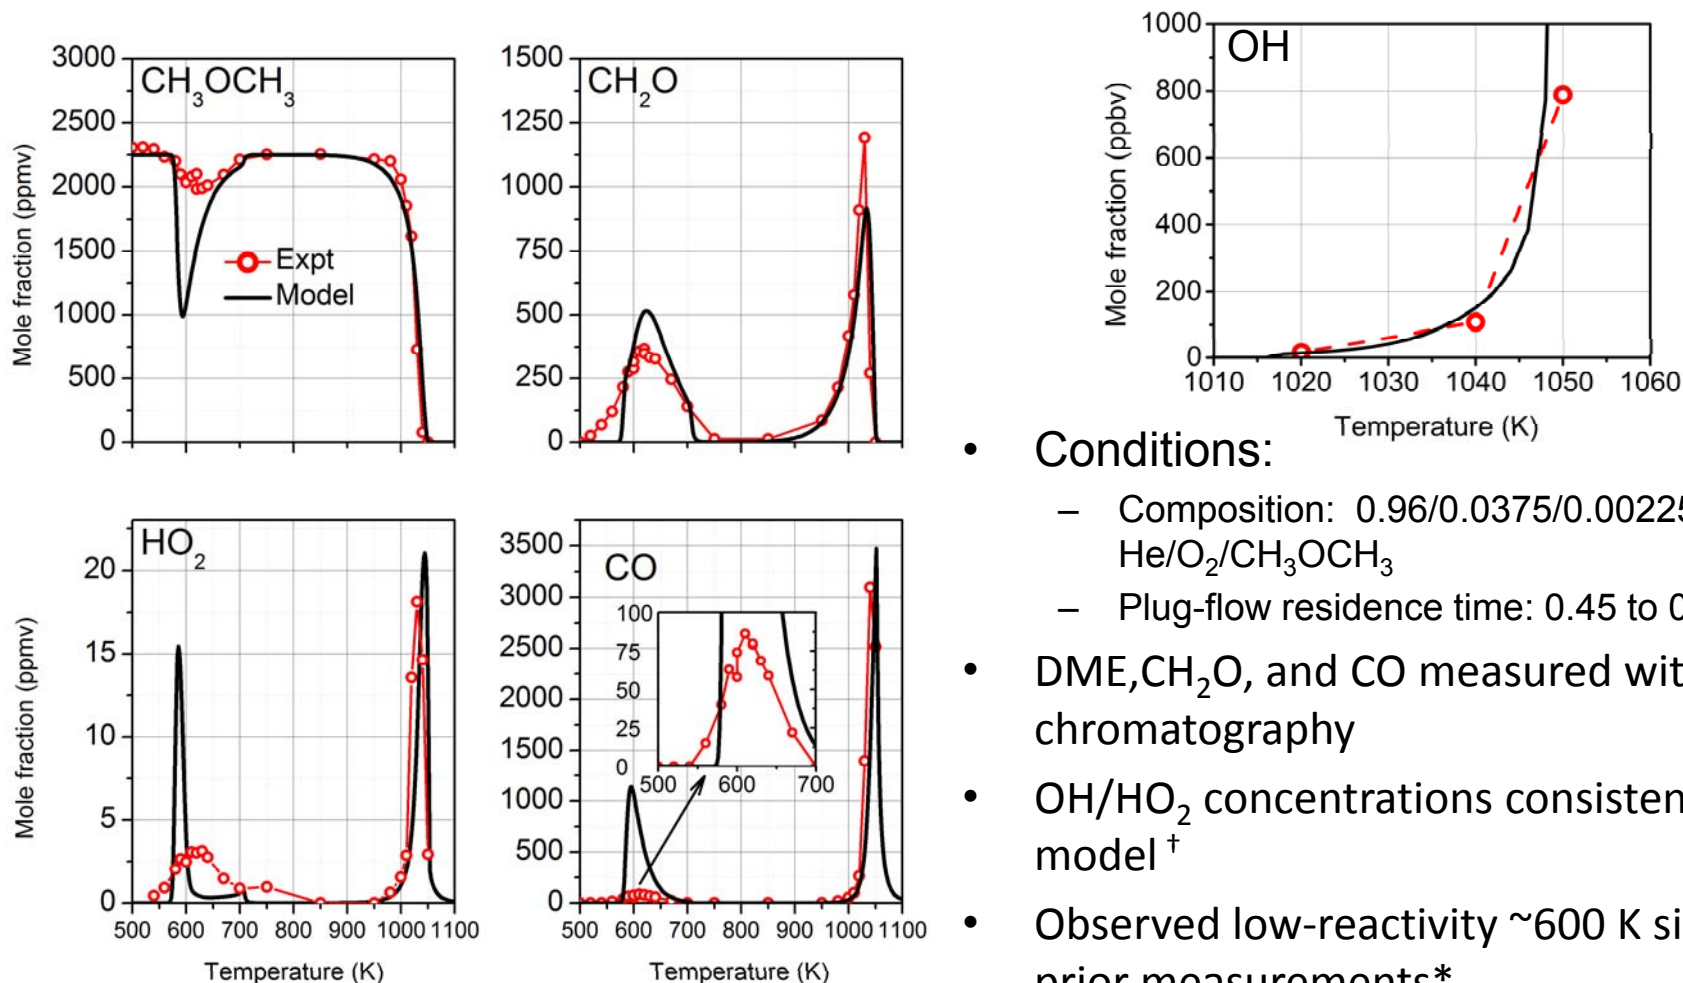 3000
2500
2000
1500
1000
500
0
Mole fraction (ppmv)
CH₃OCH₃
Expt
Model
1500
1250
1000
750
500
250
0
CH₂O
1000
800
600
400
200
0
Mole fraction (ppbv)
OH
1010 1020 1030 1040 1050 1060
Temperature (K)
20
15
10
5
0
Mole fraction (ppmv)
HO₂
500 600 700 800 900 1000 1100
Temperature (K)
3500
3000
2500
2000
1500
1000
500
0
CO
100
75
50
25
0
500 600 700
500 600 700 800 900 1000 1100
Temperature (K)
• Conditions:
– Composition: 0.96/0.0375/0.00225
He/O₂/CH₃OCH₃
– Plug-flow residence time: 0.45 to 0
• DME,CH₂O, and CO measured wit
chromatography
• OH/HO₂ concentrations consisten
model †
• Observed low-reactivity ~600 K si
prior measurements*